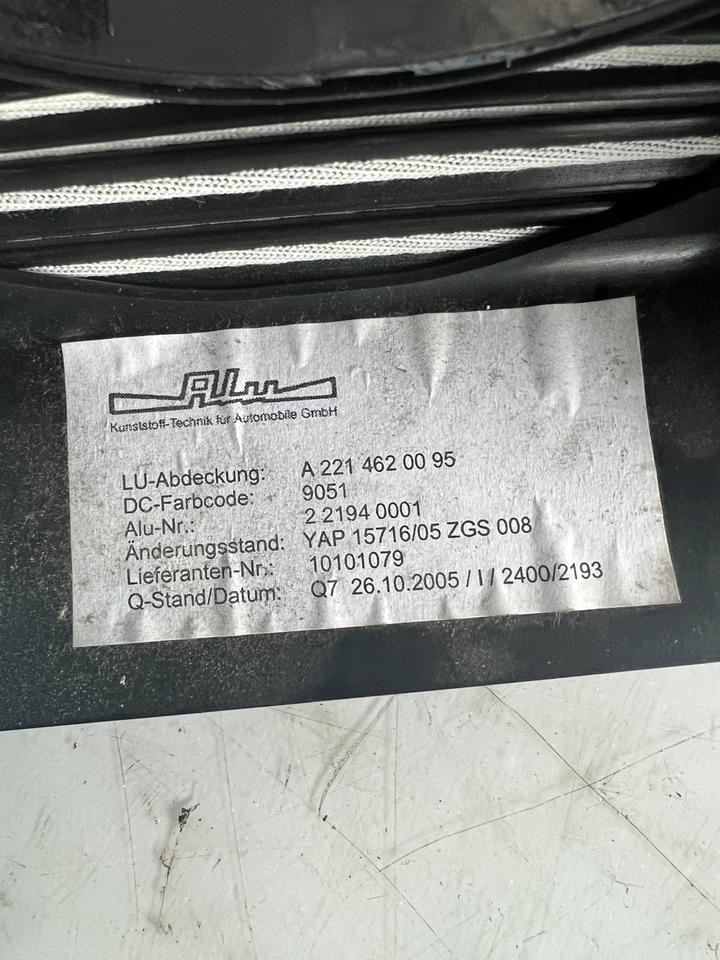 Alu
Kunststoff-Technik für Automobile GmbH
LU-Abdeckung: A 221 462 00 95
DC-Farbcode: 9051
Alu-Nr.: 2 2194 0001
Änderungsstand: YAP 15716/05 ZGS 008
Lieferanten-Nr.: 10101079
Q-Stand/Datum: Q7 26.10.2005 / I / 2400/2193